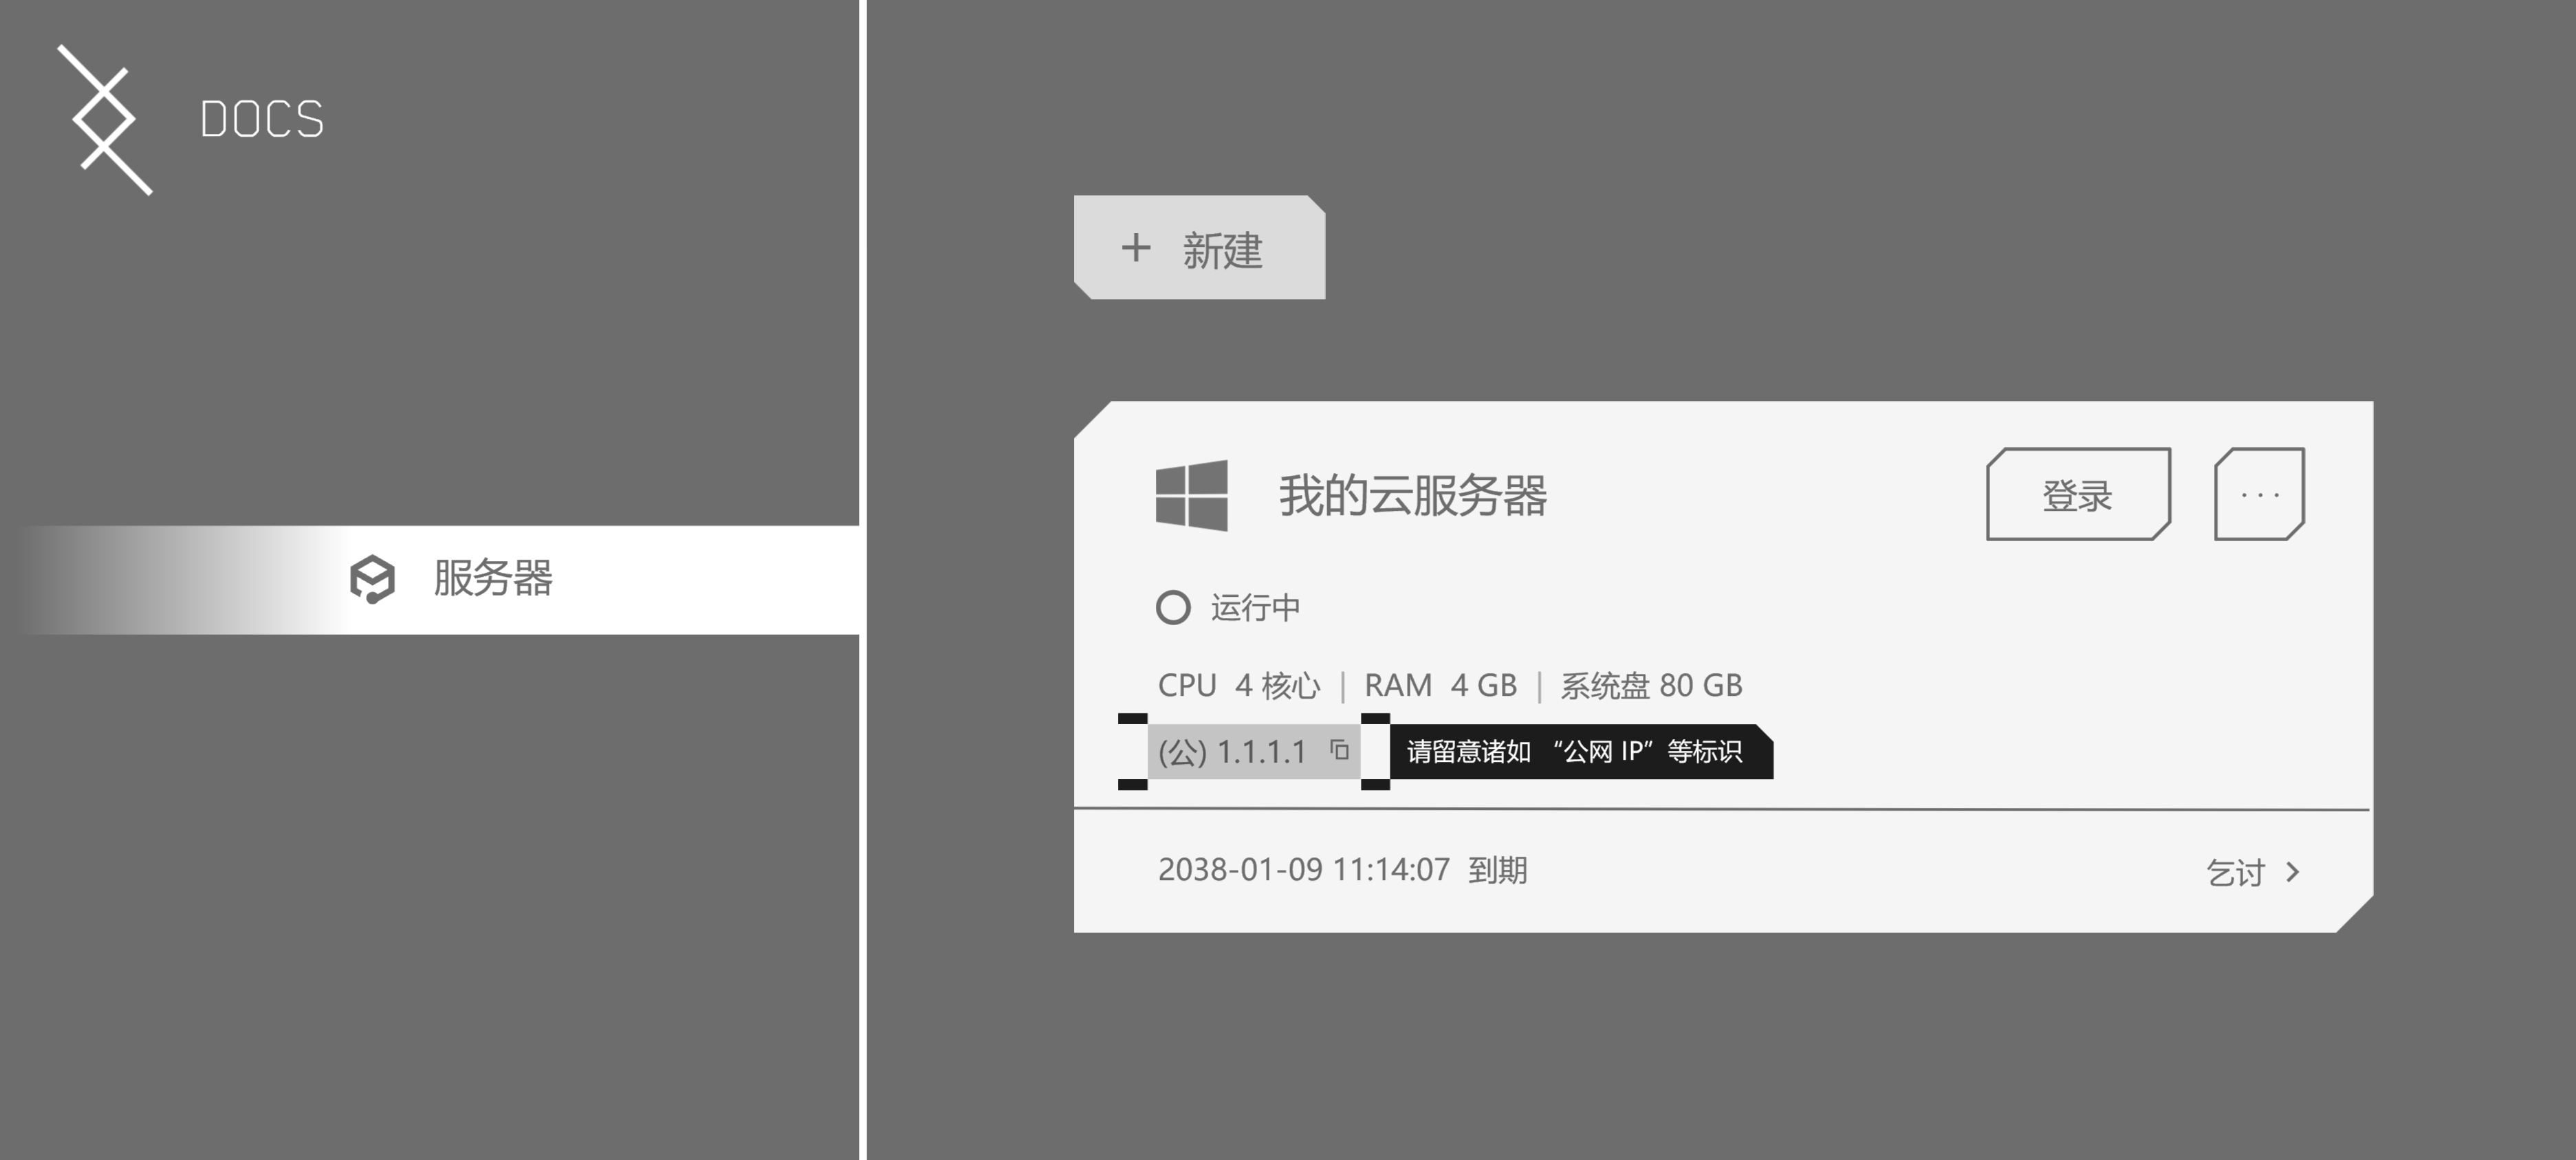 DOCS
+ 新建
我的云服务器
登录
···
服务器
运行中
CPU 4 核心 | RAM 4 GB | 系统盘 80 GB
(公) 1.1.1.1
请留意诸如 “公网 IP” 等标识
2038-01-09 11:14:07 到期
乞讨 >